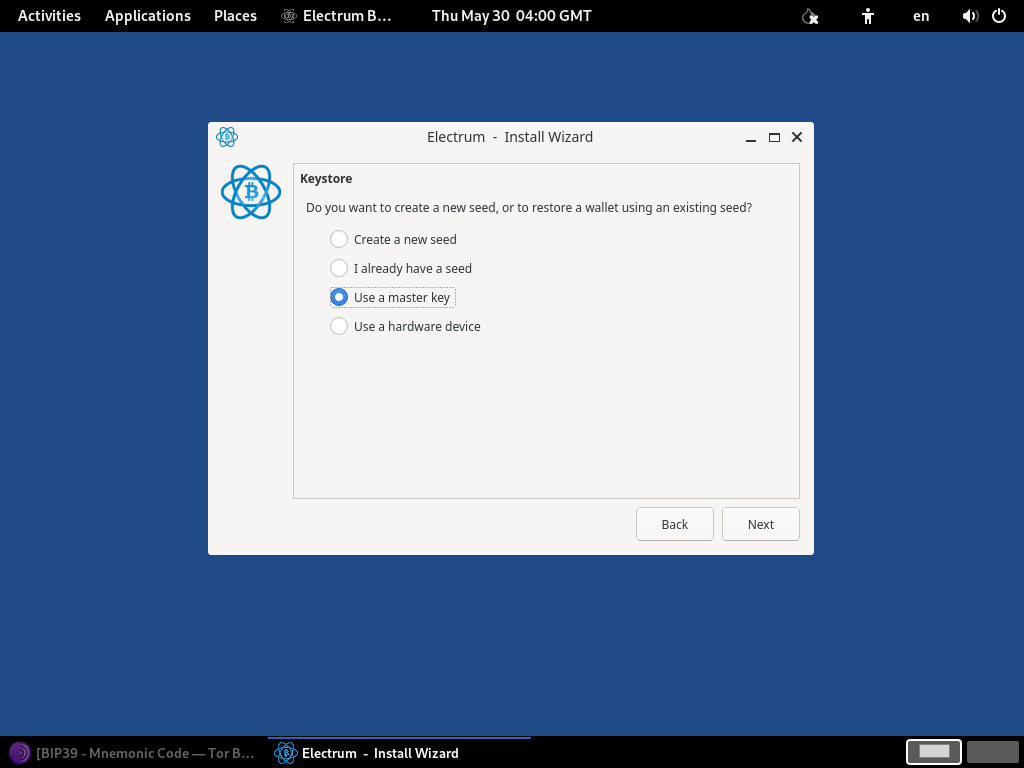 Activities Applications Places Electrum B... Thu May 30 04:00 GMT en
Electrum - Install Wizard
Keystore
Do you want to create a new seed, or to restore a wallet using an existing seed?
Create a new seed
I already have a seed
Use a master key
Use a hardware device
Back Next
[BIP39 - Mnemonic Code — Tor B... Electrum - Install Wizard